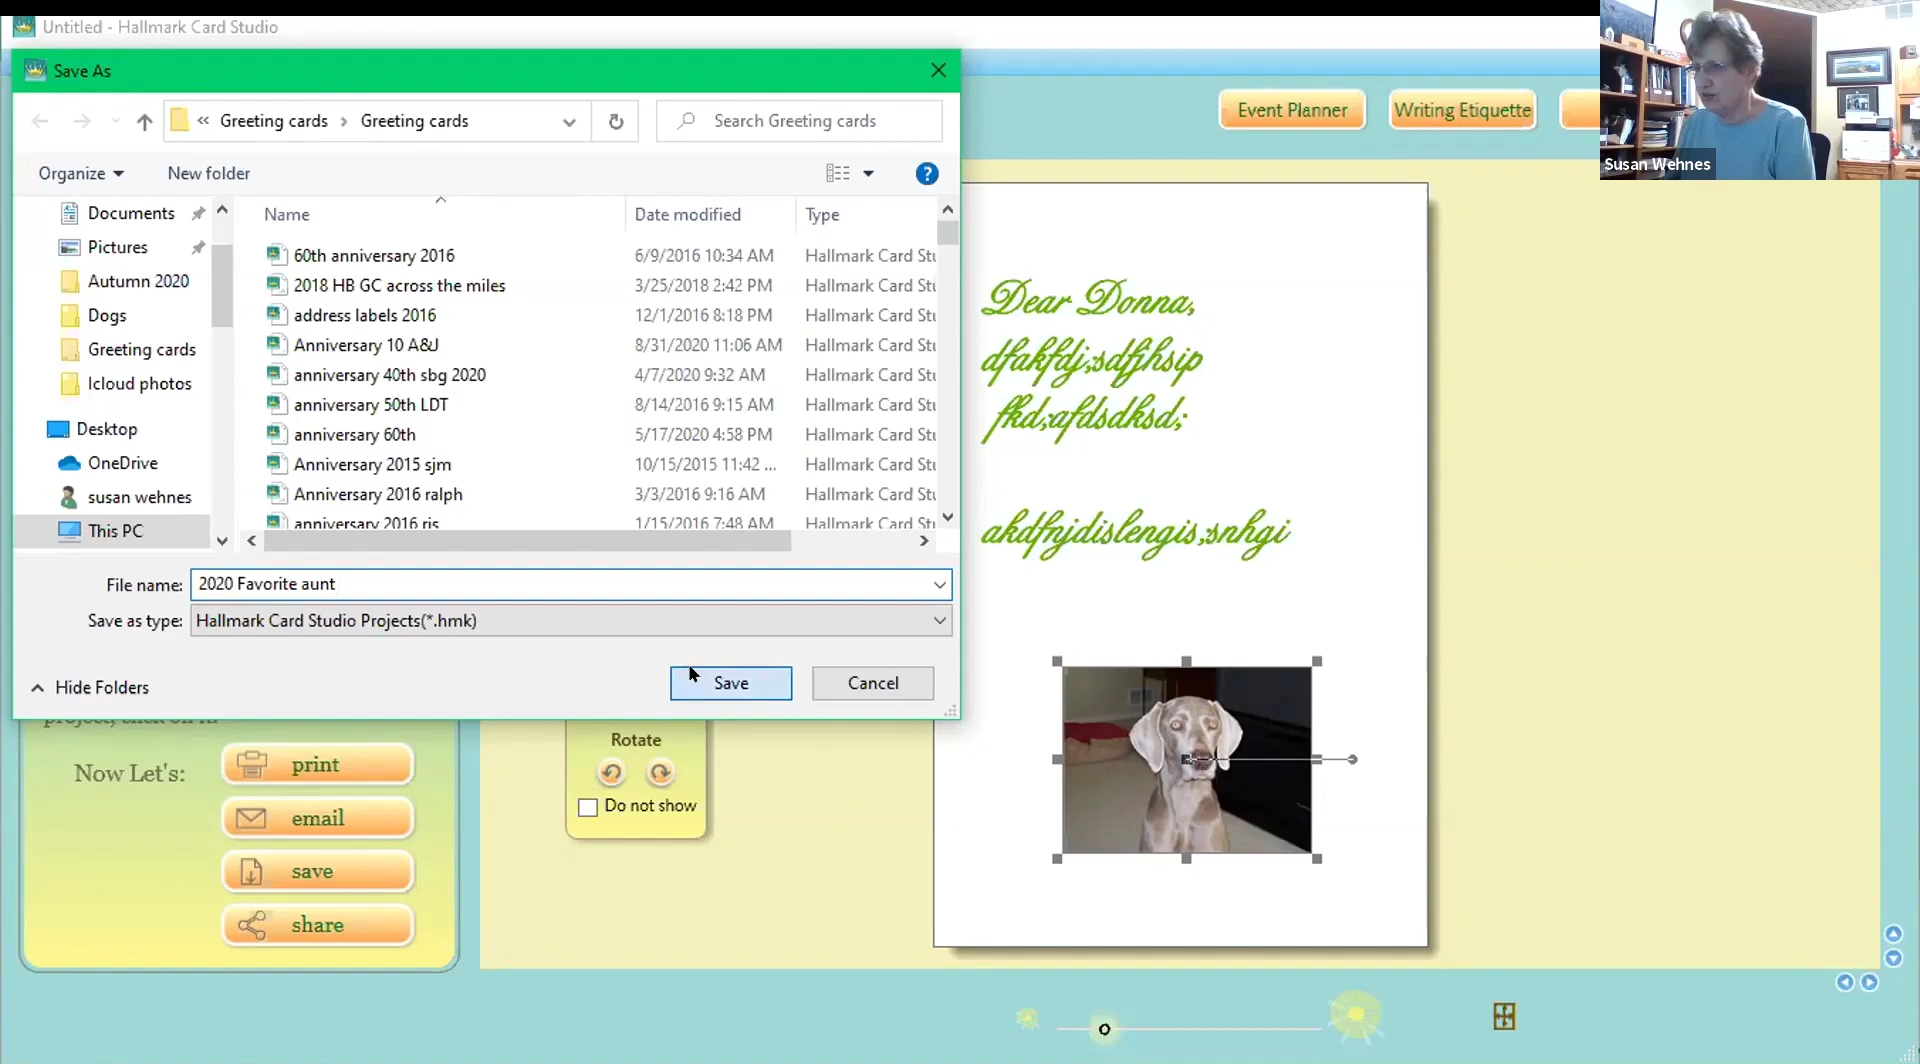 Untitled - Hallmark Card Studio
Save As
« Greeting cards › Greeting cards
Search Greeting cards
Organize
New folder
Documents
Pictures
Autumn 2020
Dogs
Greeting cards
Icloud photos
Desktop
OneDrive
susan wehnes
This PC
Name Date modified Type
60th anniversary 2016 6/9/2016 10:34 AM Hallmark Card Stu
2018 HB GC across the miles 3/25/2018 2:42 PM Hallmark Card Stu
address labels 2016 12/1/2016 8:18 PM Hallmark Card Stu
Anniversary 10 A&J 8/31/2020 11:06 AM Hallmark Card Stu
anniversary 40th sbg 2020 4/7/2020 9:32 AM Hallmark Card Stu
anniversary 50th LDT 8/14/2016 9:15 AM Hallmark Card Stu
anniversary 60th 5/17/2020 4:58 PM Hallmark Card Stu
Anniversary 2015 sjm 10/15/2015 11:42 ... Hallmark Card Stu
Anniversary 2016 ralph 3/3/2016 9:16 AM Hallmark Card Stu
anniversary 2016 rjs 1/15/2016 7:48 AM Hallmark Card Stu
File name: 2020 Favorite aunt
Save as type: Hallmark Card Studio Projects(*.hmk)
Hide Folders
Save
Cancel
Event Planner
Writing Etiquette
Susan Wehnes
Dear Donna,
dfakfdj;sdfjhsip
fkd;afdsdksd;
akdfnjdislengis;snhgi
Now Let's:
print
email
save
share
Rotate
Do not show